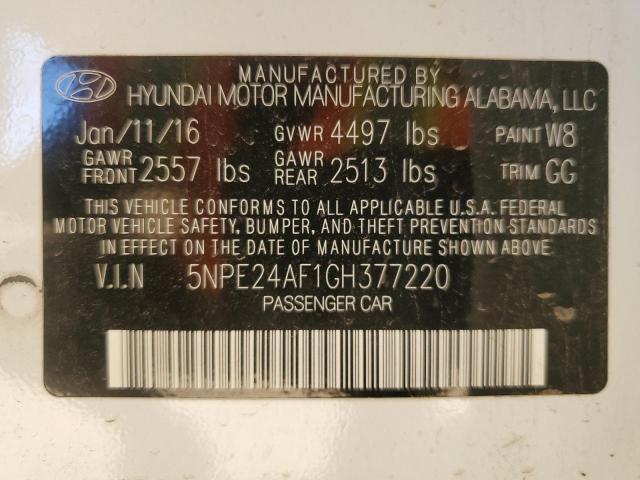 MANUFACTURED BY
HYUNDAI MOTOR MANUFACTURING ALABAMA, LLC
Jan/11/16 GVWR 4497 lbs PAINT W8
GAWR FRONT 2557 lbs GAWR REAR 2513 lbs TRIM GG
THIS VEHICLE CONFORMS TO ALL APPLICABLE U.S.A. FEDERAL
MOTOR VEHICLE SAFETY, BUMPER, AND THEFT PREVENTION STANDARDS
IN EFFECT ON THE DATE OF MANUFACTURE SHOWN ABOVE
V.I.N 5NPE24AF1GH377220
PASSENGER CAR